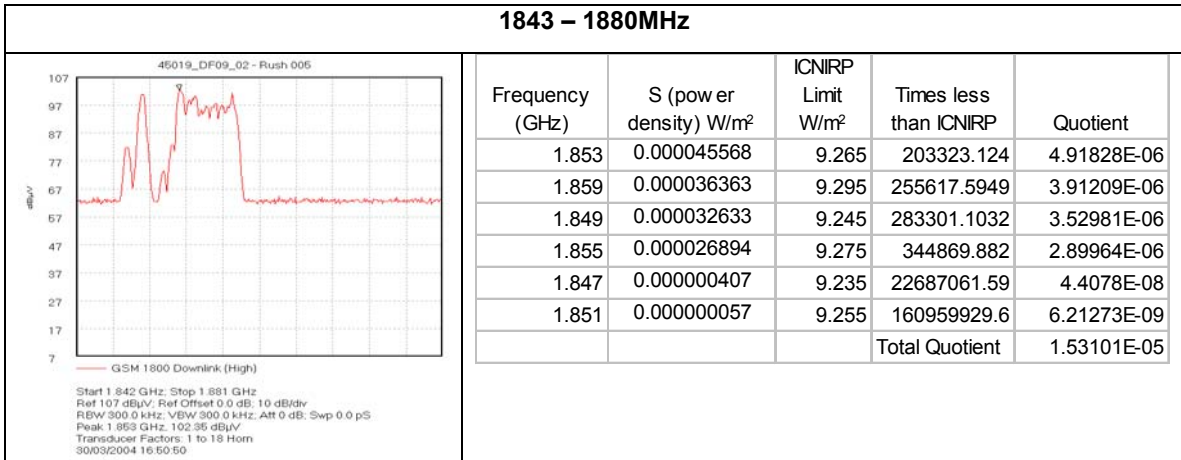 1843 – 1880MHz
45019_DF09_02 - Rush 005
107
97
87
77
67
57
47
37
27
17
7
dBµV
GSM 1800 Downlink (High)
Start 1.842 GHz; Stop 1.881 GHz
Ref 107 dBµV; Ref Offset 0.0 dB; 10 dB/div
RBW 300.0 kHz; VBW 300.0 kHz; Att 0 dB; Swp 0.0 pS
Peak 1.853 GHz, 102.35 dBµV
Transducer Factors: 1 to 18 Horn
30/03/2004 16:50:50
Frequency (GHz) S (power density) W/m² ICNIRP Limit W/m² Times less than ICNIRP Quotient
1.853 0.000045568 9.265 203323.124 4.91828E-06
1.859 0.000036363 9.295 255617.5949 3.91209E-06
1.849 0.000032633 9.245 283301.1032 3.52981E-06
1.855 0.000026894 9.275 344869.882 2.89964E-06
1.847 0.000000407 9.235 22687061.59 4.4078E-08
1.851 0.000000057 9.255 160959929.6 6.21273E-09
Total Quotient 1.53101E-05